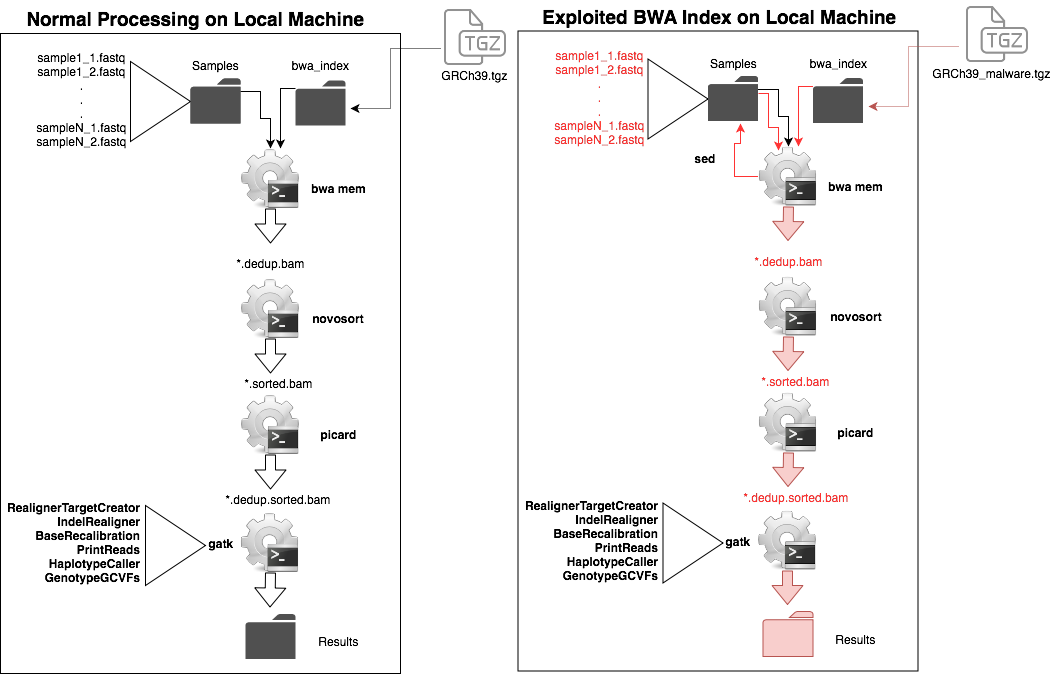 Normal Processing on Local Machine
TGZ
GRCh39.tgz
sample1_1.fastq
sample1_2.fastq
.
.
.
sampleN_1.fastq
sampleN_2.fastq
Samples
bwa_index
>_
bwa mem
*.dedup.bam
>_
novosort
*.sorted.bam
>_
picard
*.dedup.sorted.bam
RealignerTargetCreator
IndelRealigner
BaseRecalibration
PrintReads
HaplotypeCaller
GenotypeGCVFs
gatk
>_
Results
Exploited BWA Index on Local Machine
TGZ
GRCh39_malware.tgz
sample1_1.fastq
sample1_2.fastq
.
.
.
sampleN_1.fastq
sampleN_2.fastq
Samples
bwa_index
sed
>_
bwa mem
*.dedup.bam
>_
novosort
*.sorted.bam
>_
picard
*.dedup.sorted.bam
RealignerTargetCreator
IndelRealigner
BaseRecalibration
PrintReads
HaplotypeCaller
GenotypeGCVFs
gatk
>_
Results